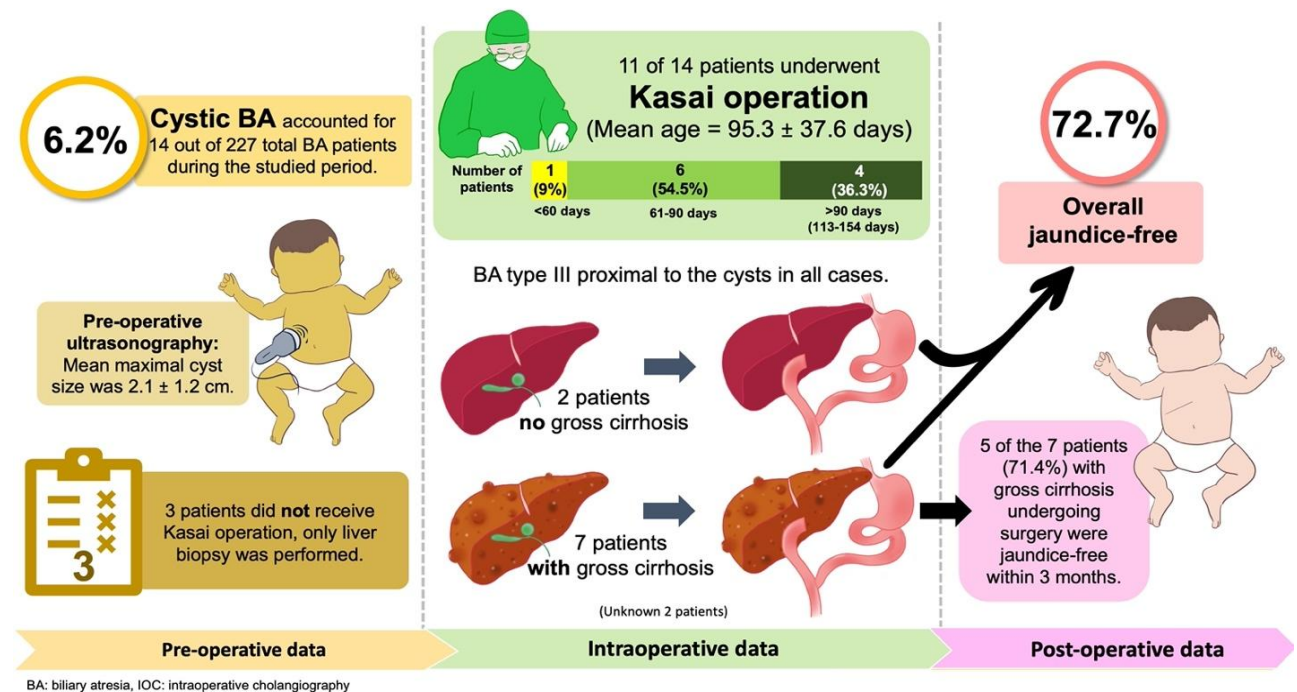 6.2%
Cystic BA accounted for
14 out of 227 total BA patients
during the studied period.
Pre-operative
ultrasonography:
Mean maximal cyst
size was 2.1 ± 1.2 cm.
3
3 patients did not receive
Kasai operation, only liver
biopsy was performed.
11 of 14 patients underwent
Kasai operation
(Mean age = 95.3 ± 37.6 days)
Number of
patients
1
(9%)
6
(54.5%)
4
(36.3%)
<60 days
61-90 days
>90 days
(113-154 days)
BA type III proximal to the cysts in all cases.
2 patients
no gross cirrhosis
7 patients
with gross cirrhosis
(Unknown 2 patients)
72.7%
Overall
jaundice-free
5 of the 7 patients
(71.4%) with
gross cirrhosis
undergoing
surgery were
jaundice-free
within 3 months.
Pre-operative data
Intraoperative data
Post-operative data
BA: biliary atresia, IOC: intraoperative cholangiography